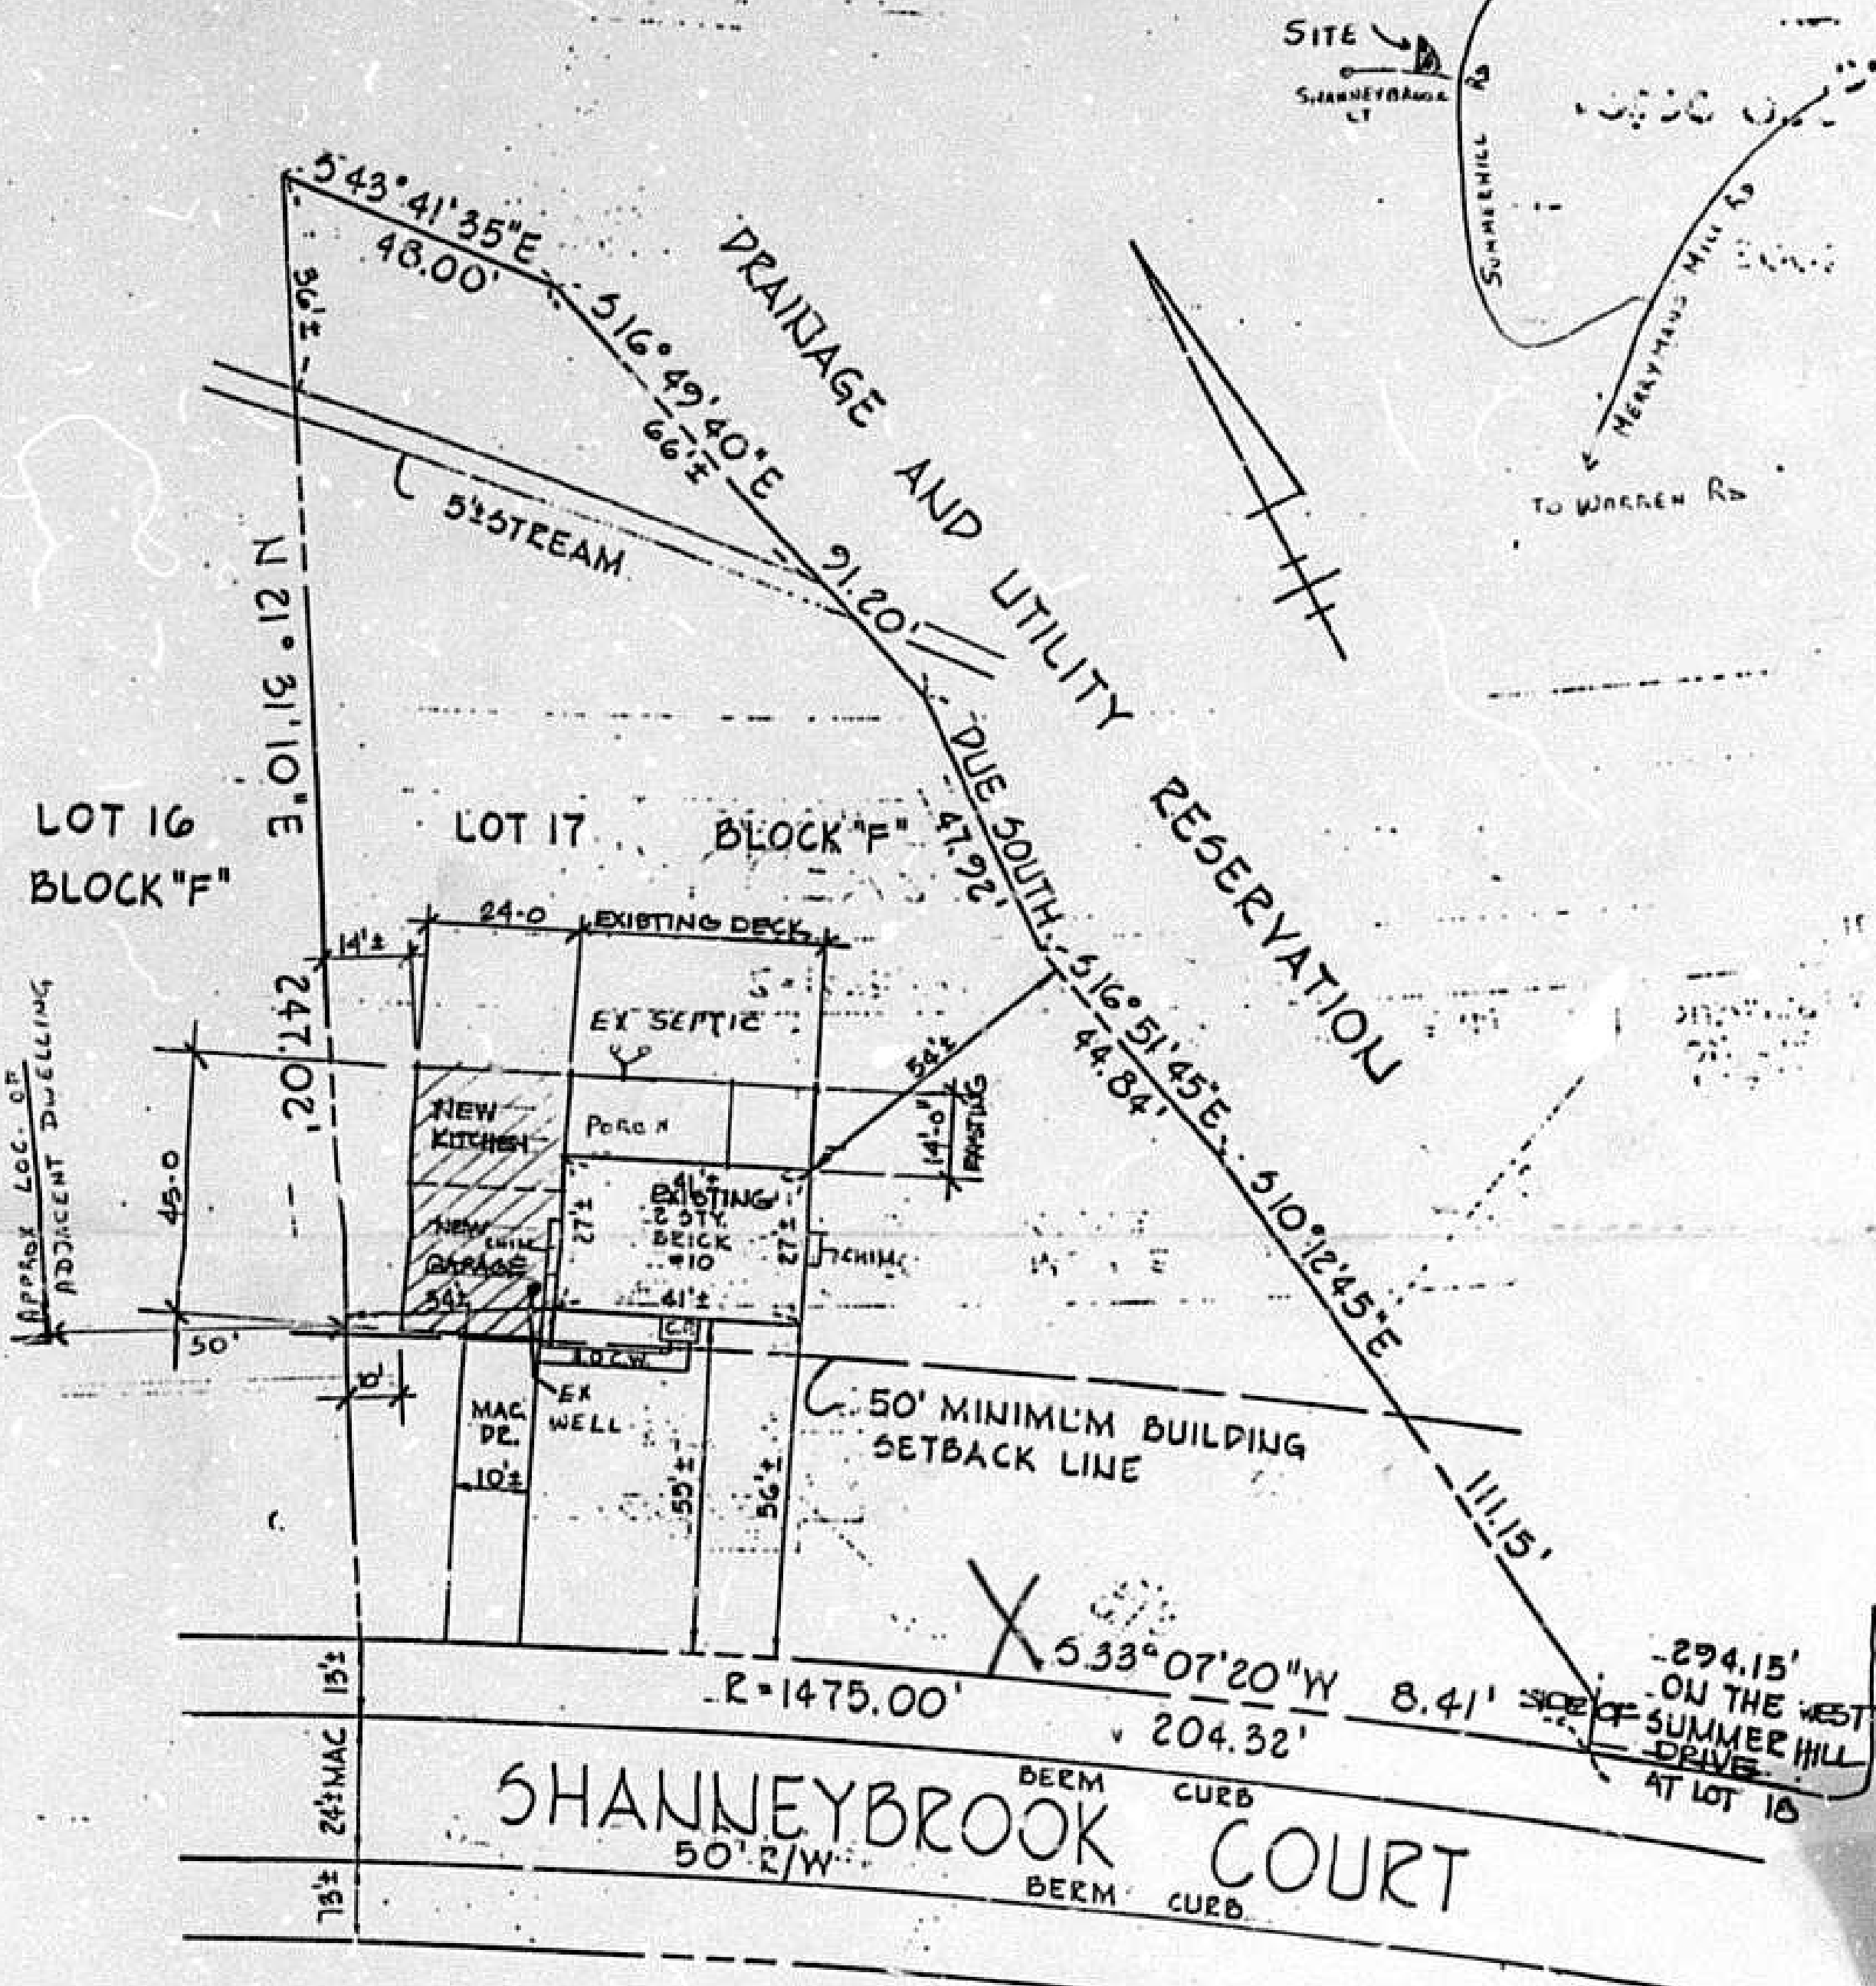 SITE
SHANNEYBROOK
CT
SUMMERHILL RD
MERRYMANS MILL RD
TO WARREN RD
S 43° 41' 35" E
48.00'
36'±
S 16° 49' 40" E
66'±
91.20'
5'± STREAM
DRAINAGE AND UTILITY RESERVATION
N 12° 31' 10" E
247.20'
DUE SOUTH
47.92'
LOT 16
BLOCK "F"
LOT 17 BLOCK "F"
24-0
EXISTING DECK
14'±
EX SEPTIC
S 16° 51' 45" E
44.84'
54'±
14'-0"
EXISTING
APPROX LOC. OF
ADJACENT DWELLING
45-0
NEW
KITCHEN
PORCH
41'±
EXISTING
2 STY.
BRICK
#10
27'±
27'±
CHIM.
NEW
CHIM
GARAGE
54±
41'±
S 10° 12' 45" E
111.15'
50'
10'
C.P.
MAC.
DR.
10'±
EX
WELL
50' MINIMUM BUILDING
SETBACK LINE
55'±
56'±
S 33° 07' 20" W 8.41'
R=1475.00'
204.32'
294.15'
ON THE WEST
SIDE OF SUMMER HILL
DRIVE
AT LOT 18
13'±
24'± MAC
13'±
BERM CURB
SHANNEYBROOK COURT
50' R/W
BERM CURB